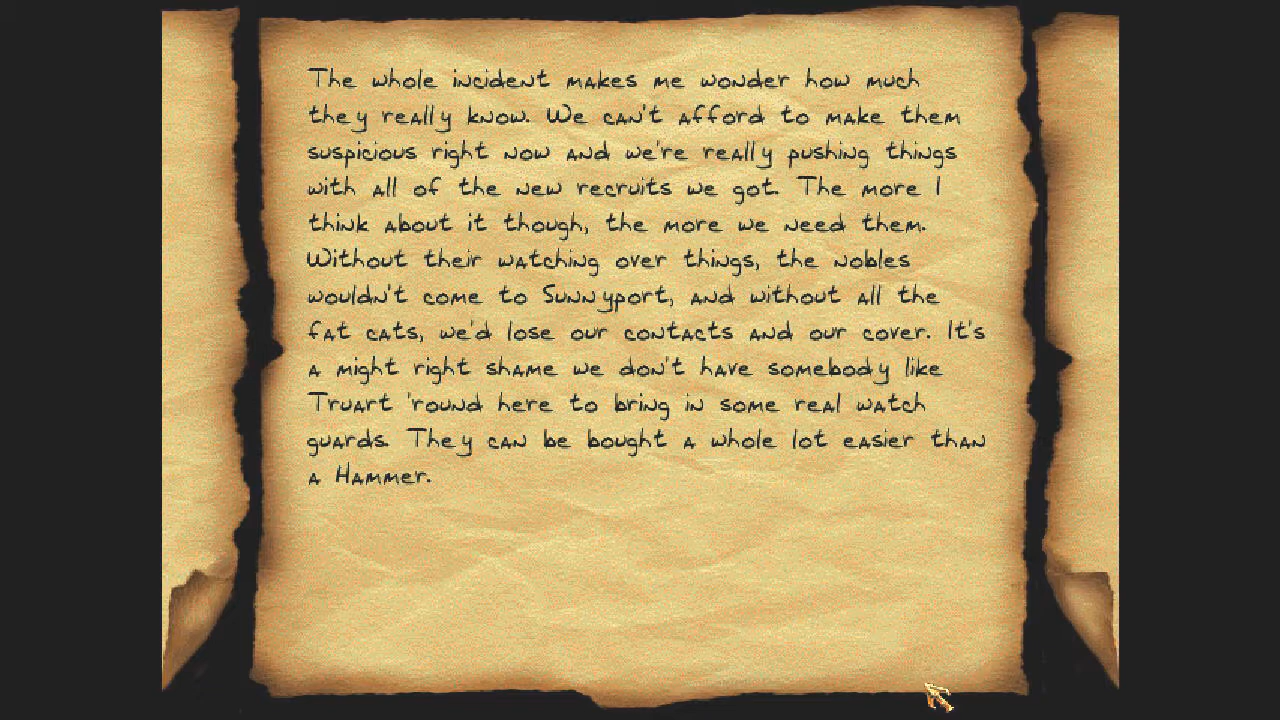 The whole incident makes me wonder how much
they really know. We can't afford to make them
suspicious right now and we're really pushing things
with all of the new recruits we got. The more I
think about it though, the more we need them.
Without their watching over things, the nobles
wouldn't come to Sunnyport, and without all the
fat cats, we'd lose our contacts and our cover. It's
a might right shame we don't have somebody like
Truart 'round here to bring in some real watch
guards. They can be bought a whole lot easier than
a Hammer.